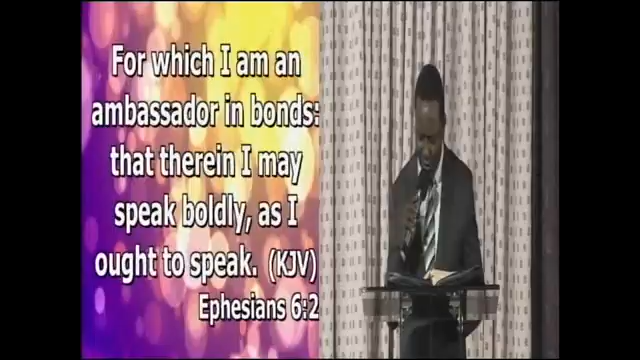 For which I am an
ambassador in bonds:
that therein I may
speak boldly, as I
ought to speak. (KJV)
Ephesians 6:2